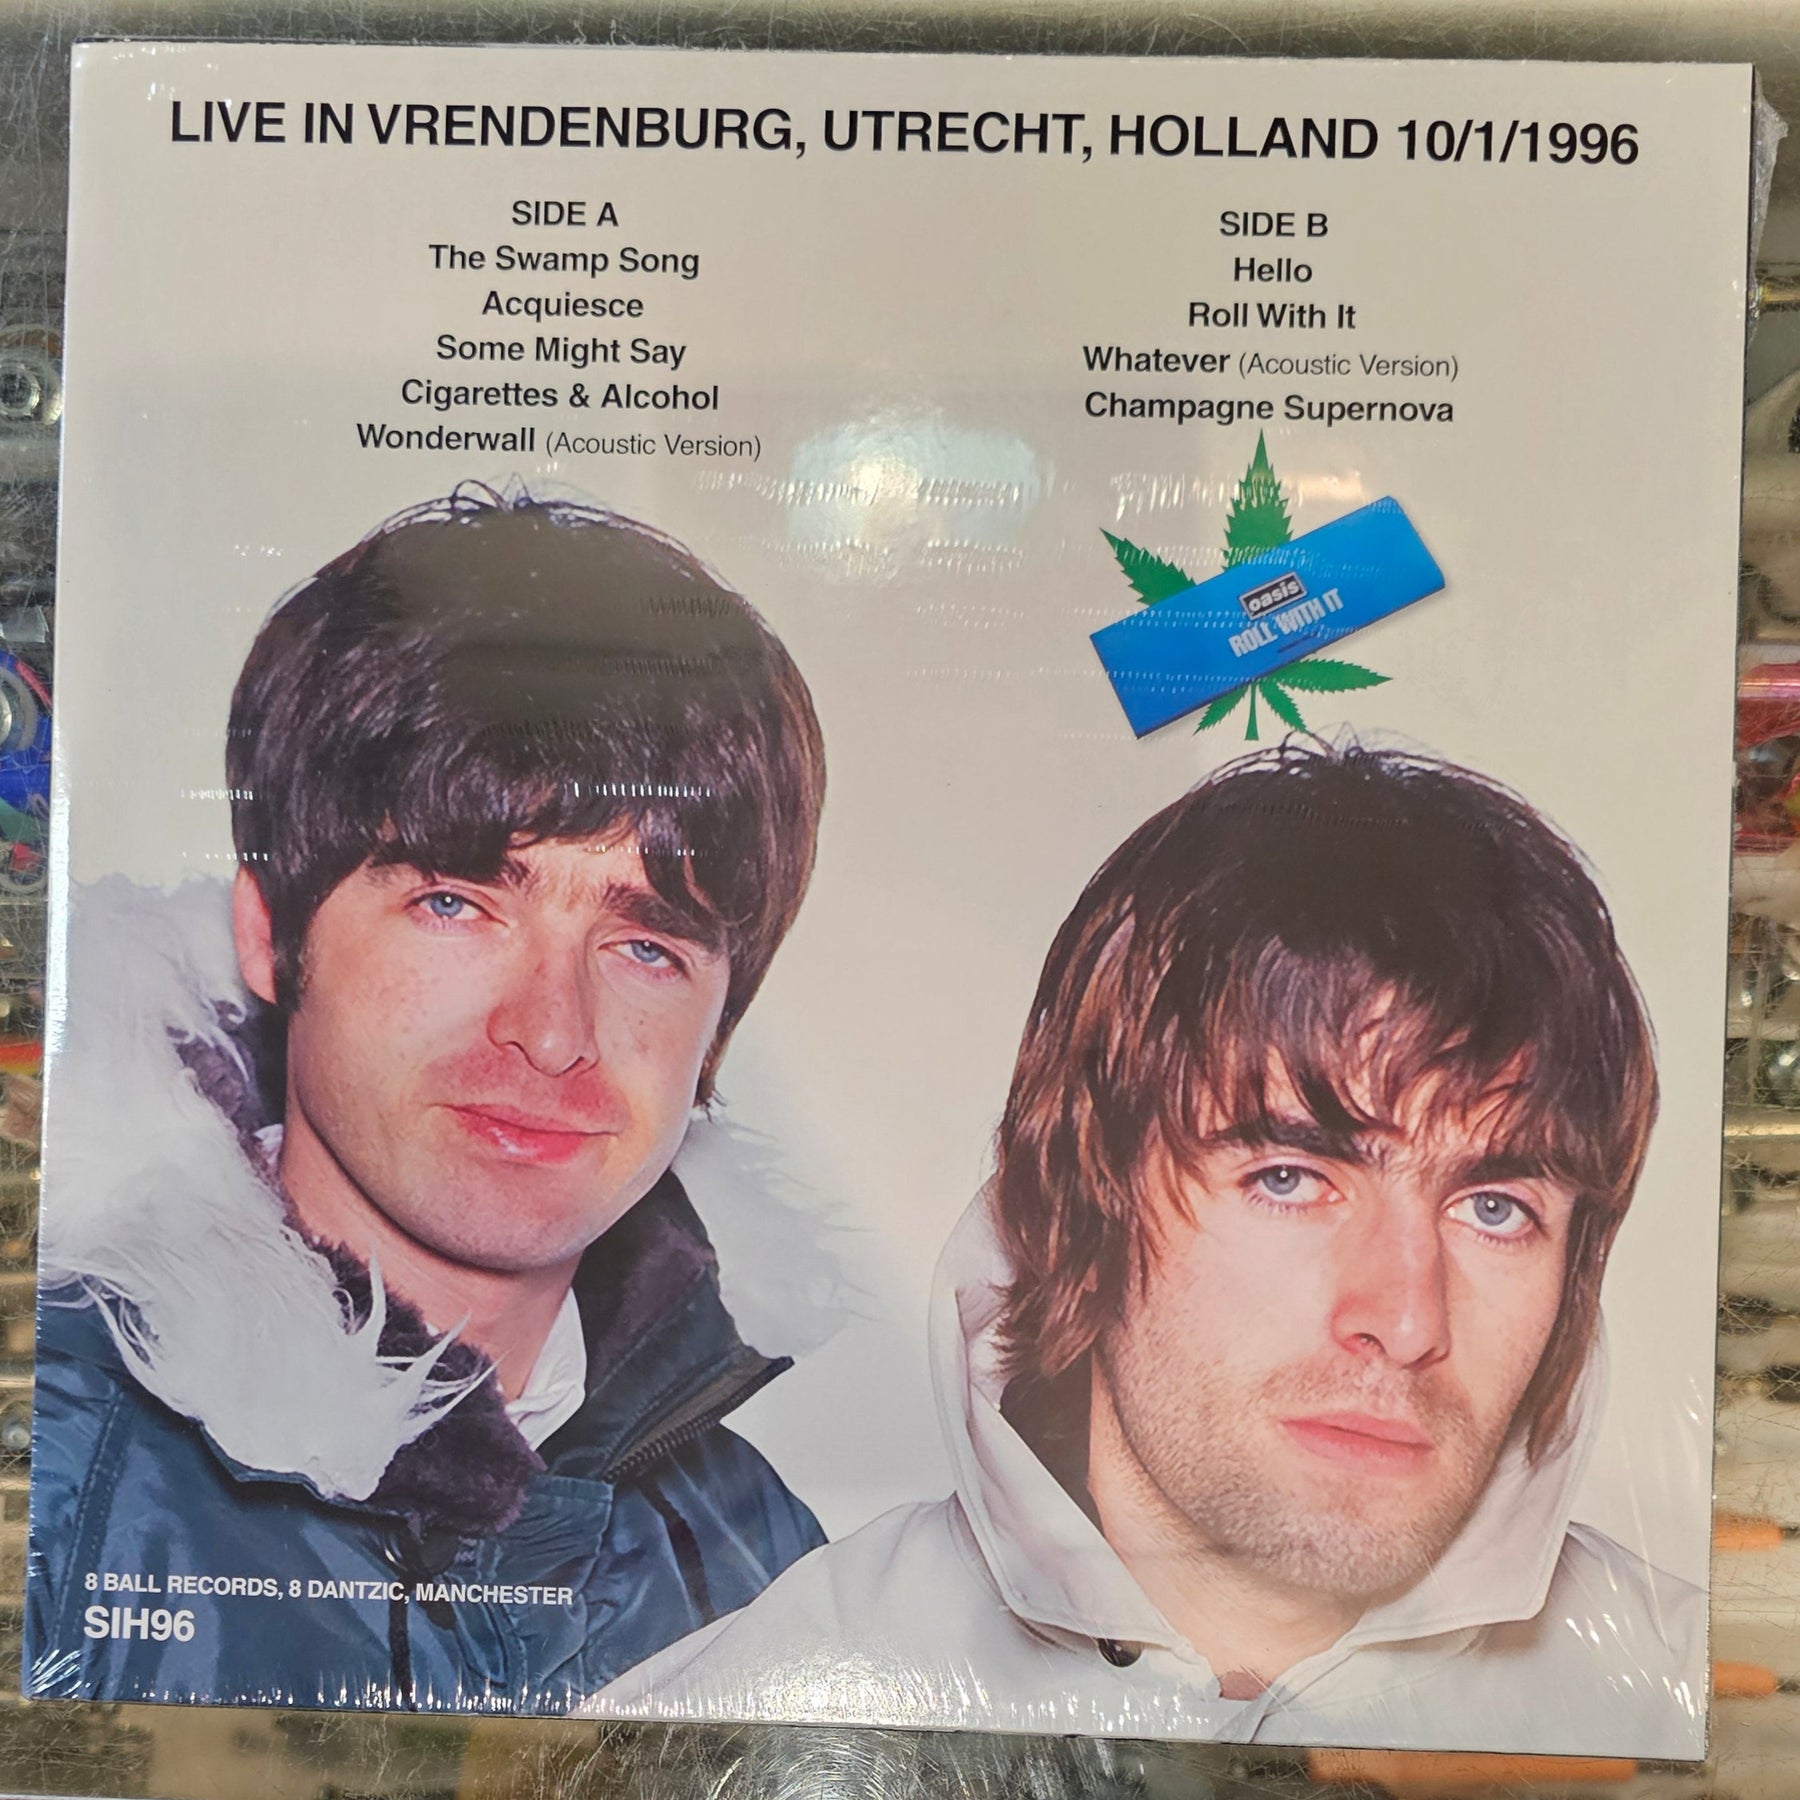 LIVE IN VRENDENBURG, UTRECHT, HOLLAND 10/1/1996
SIDE A
The Swamp Song
Acquiesce
Some Might Say
Cigarettes & Alcohol
Wonderwall (Acoustic Version)
SIDE B
Hello
Roll With It
Whatever (Acoustic Version)
Champagne Supernova
oasis
ROLL WITH IT
8 BALL RECORDS, 8 DANTZIC, MANCHESTER
SIH96